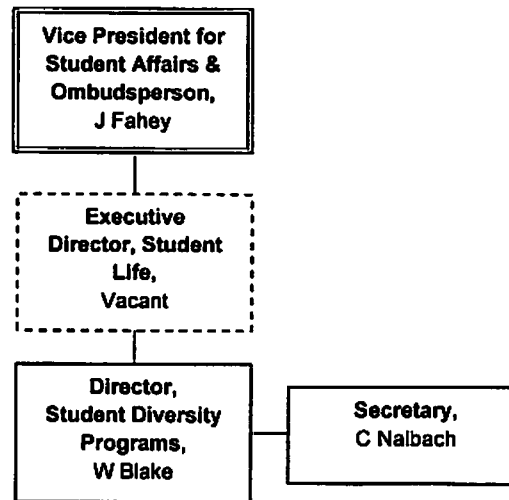 Vice President for
Student Affairs &
Ombudsperson,
J Fahey
Executive
Director, Student
Life,
Vacant
Director,
Student Diversity
Programs,
W Blake
Secretary,
C Nalbach